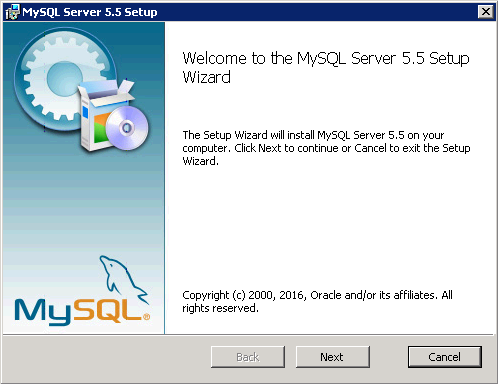 MySQL Server 5.5 Setup
Welcome to the MySQL Server 5.5 Setup
Wizard
The Setup Wizard will install MySQL Server 5.5 on your
computer. Click Next to continue or Cancel to exit the Setup
Wizard.
MySQL®
Copyright (c) 2000, 2016, Oracle and/or its affiliates. All
rights reserved.
Back Next Cancel